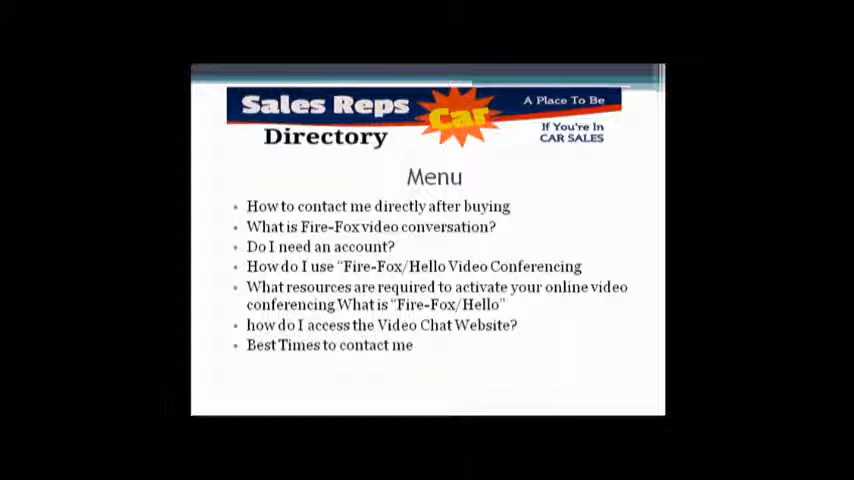 Sales Reps
Car
A Place To Be
Directory
If You're In
CAR SALES
Menu
• How to contact me directly after buying
• What is Fire-Fox video conversation?
• Do I need an account?
• How do I use “Fire-Fox/Hello Video Conferencing
• What resources are required to activate your online video
conferencing What is “Fire-Fox/Hello”
• how do I access the Video Chat Website?
• Best Times to contact me